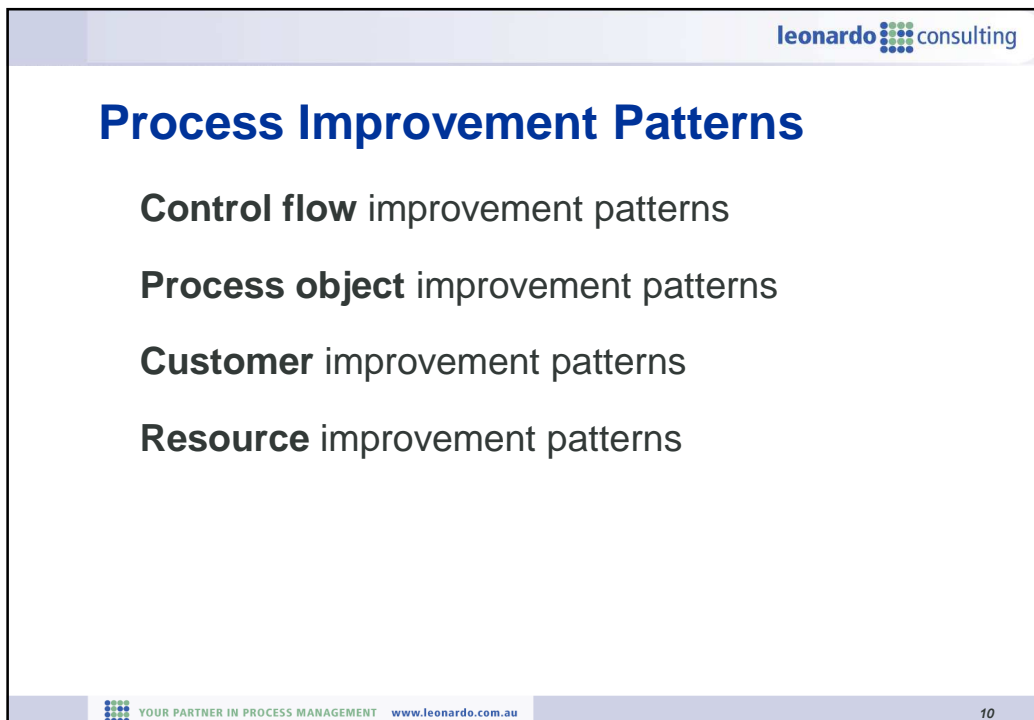 leonardo consulting
Process Improvement Patterns
Control flow improvement patterns
Process object improvement patterns
Customer improvement patterns
Resource improvement patterns
YOUR PARTNER IN PROCESS MANAGEMENT www.leonardo.com.au 10